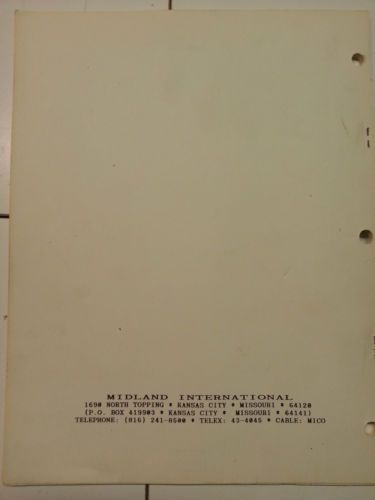 MIDLAND INTERNATIONAL
1690 NORTH TOPPING * KANSAS CITY * MISSOURI * 64120
(P.O. BOX 419903 * KANSAS CITY * MISSOURI * 64141)
TELEPHONE: (816) 241-8500 * TELEX: 43-4045 * CABLE: MICO